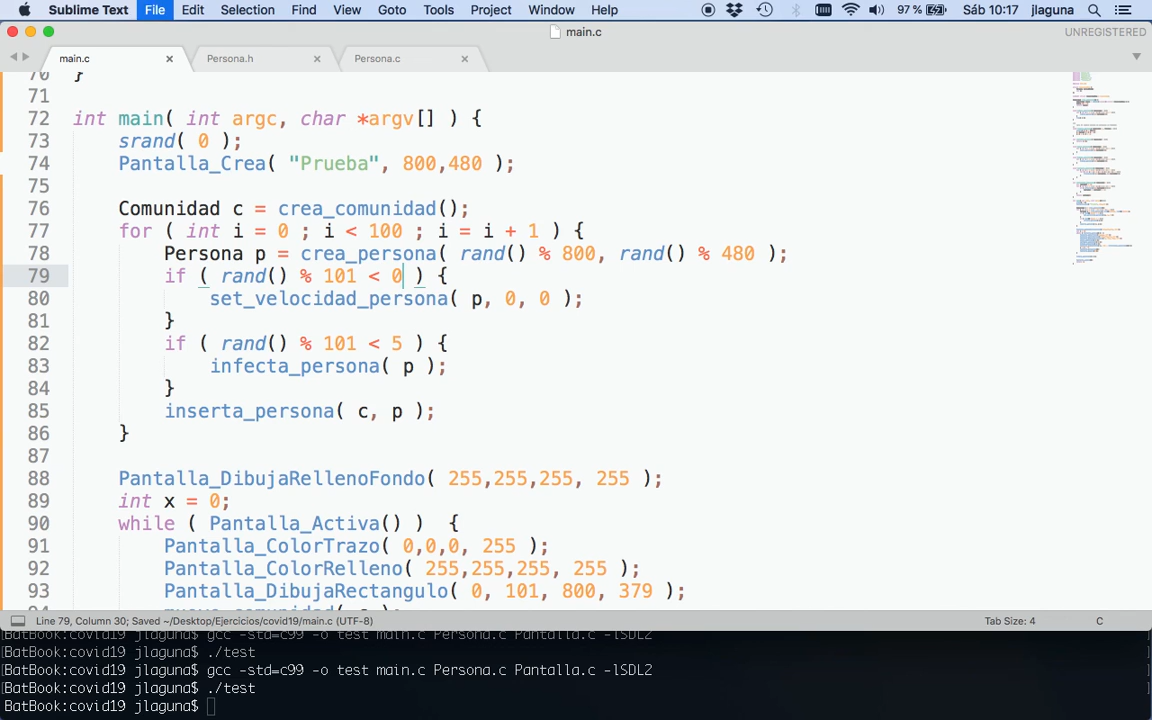 Sublime Text File Edit Selection Find View Goto Tools Project Window Help 97 % Sáb 10:17 jlaguna
main.c UNREGISTERED
main.c × Persona.h × Persona.c ×
70 }
71
72 int main( int argc, char *argv[] ) {
73 srand( 0 );
74 Pantalla_Crea( "Prueba", 800,480 );
75
76 Comunidad c = crea_comunidad();
77 for ( int i = 0 ; i < 100 ; i = i + 1 ) {
78 Persona p = crea_persona( rand() % 800, rand() % 480 );
79 if ( rand() % 101 < 0 ) {
80 set_velocidad_persona( p, 0, 0 );
81 }
82 if ( rand() % 101 < 5 ) {
83 infecta_persona( p );
84 }
85 inserta_persona( c, p );
86 }
87
88 Pantalla_DibujaRellenoFondo( 255,255,255, 255 );
89 int x = 0;
90 while ( Pantalla_Activa() ) {
91 Pantalla_ColorTrazo( 0,0,0, 255 );
92 Pantalla_ColorRelleno( 255,255,255, 255 );
93 Pantalla_DibujaRectangulo( 0, 101, 800, 379 );
Line 79, Column 30; Saved ~/Desktop/Ejercicios/covid19/main.c (UTF-8) Tab Size: 4 C
[BatBook:covid19 jlaguna$ gcc -std=c99 -o test main.c Persona.c Pantalla.c -lSDL2 ]
[BatBook:covid19 jlaguna$ ./test ]
[BatBook:covid19 jlaguna$ gcc -std=c99 -o test main.c Persona.c Pantalla.c -lSDL2 ]
[BatBook:covid19 jlaguna$ ./test ]
BatBook:covid19 jlaguna$